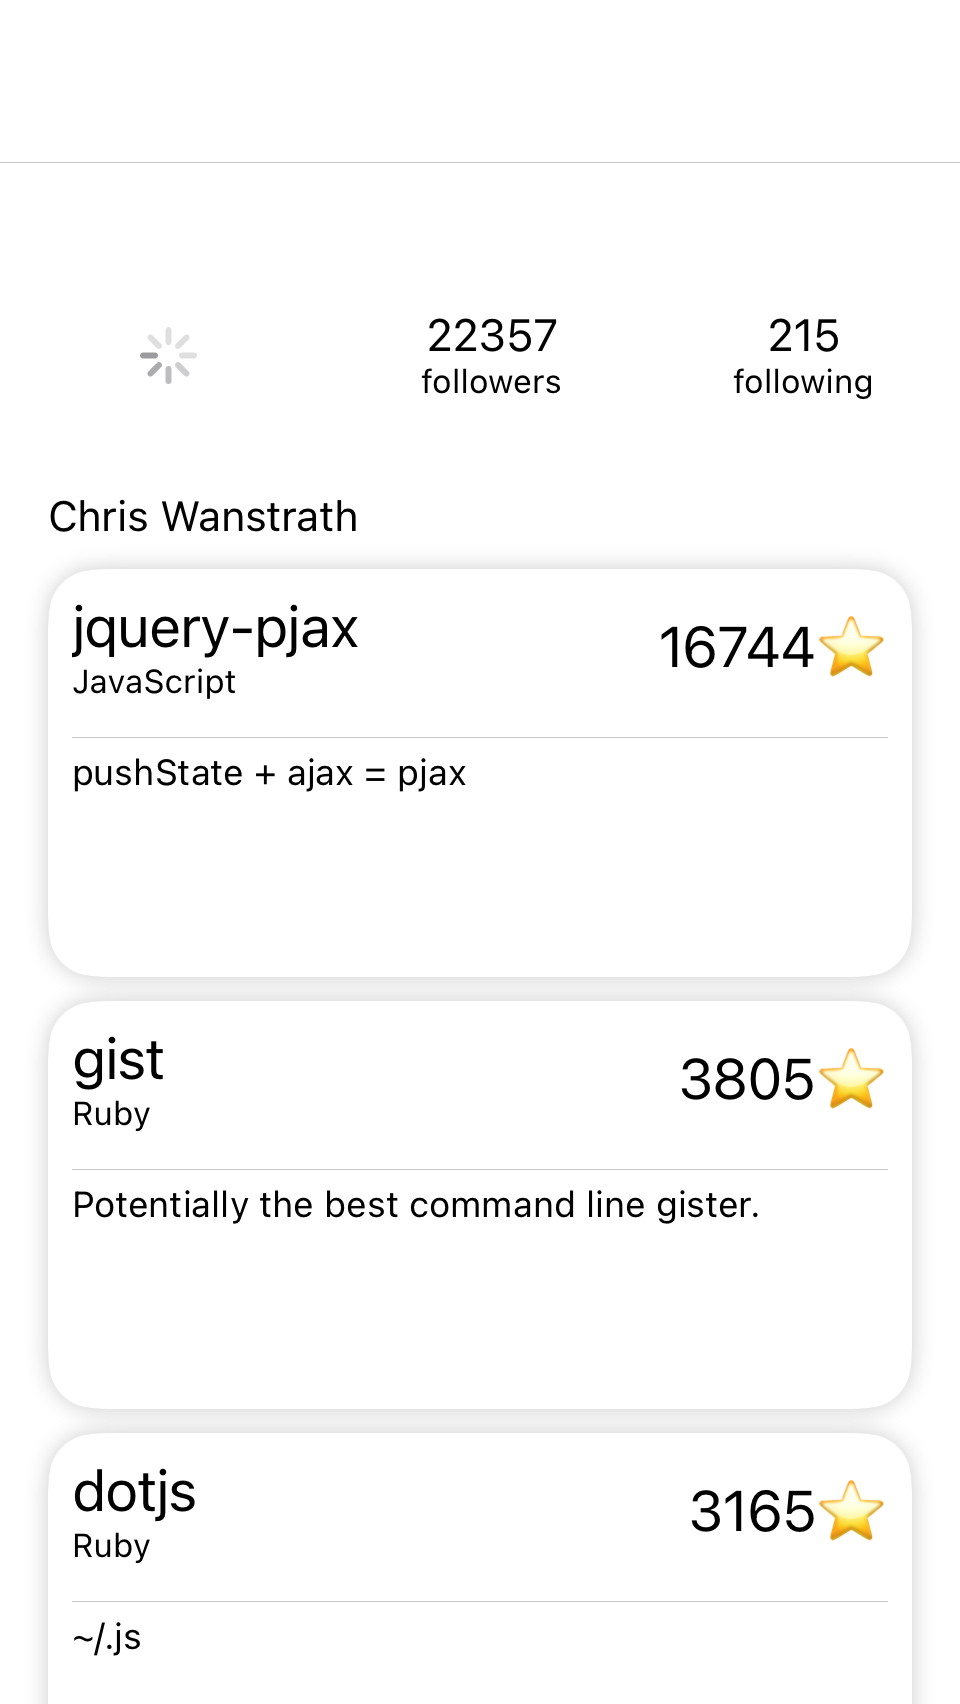 22357
followers
215
following
Chris Wanstrath
jquery-pjax
JavaScript
16744⭐
pushState + ajax = pjax
gist
Ruby
3805⭐
Potentially the best command line gister.
dotjs
Ruby
3165⭐
~/.js